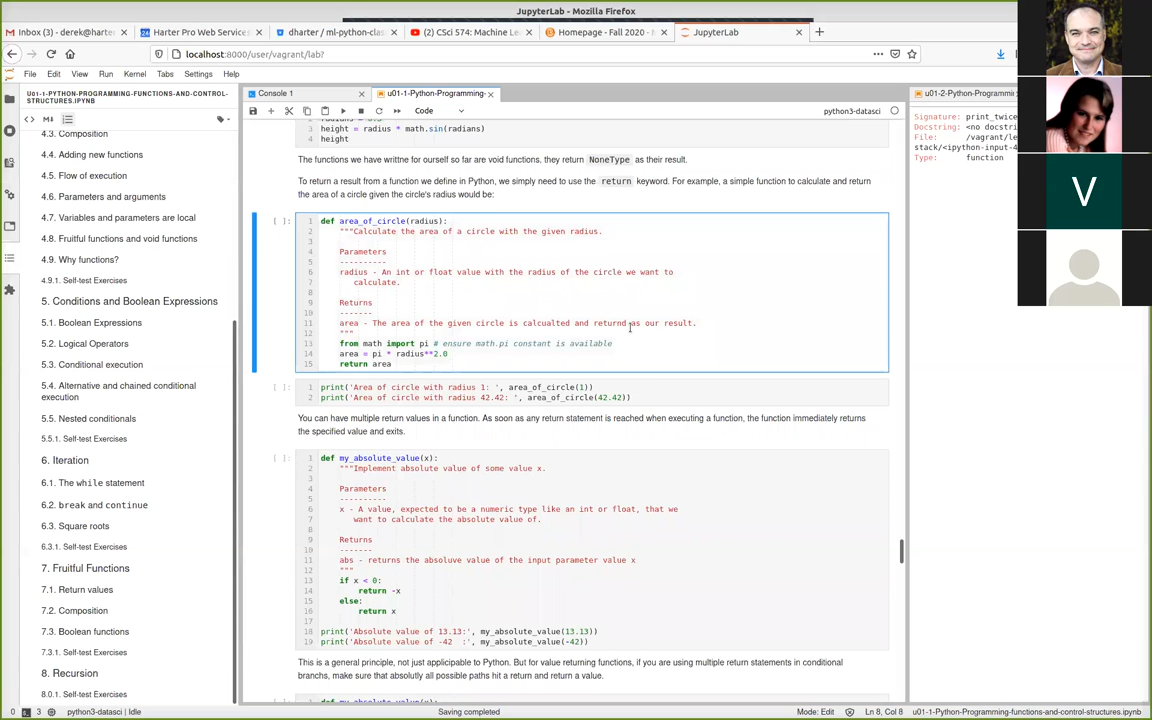 JupyterLab - Mozilla Firefox
Inbox (3) - derek@harte
Harter Pro Web Services
dharter / ml-python-clas
(2) CSci 574: Machine Le
Homepage - Fall 2020 -
JupyterLab
localhost:8000/user/vagrant/lab?
File Edit View Run Kernel Tabs Settings Help
U01-1-PYTHON-PROGRAMMING-FUNCTIONS-AND-CONTROL-
STRUCTURES.IPYNB
4.3. Composition
4.4. Adding new functions
4.5. Flow of execution
4.6. Parameters and arguments
4.7. Variables and parameters are local
4.8. Fruitful functions and void functions
4.9. Why functions?
4.9.1. Self-test Exercises
5. Conditions and Boolean Expressions
5.1. Boolean Expressions
5.2. Logical Operators
5.3. Conditional execution
5.4. Alternative and chained conditional
execution
5.5. Nested conditionals
5.5.1. Self-test Exercises
6. Iteration
6.1. The while statement
6.2. break and continue
6.3. Square roots
6.3.1. Self-test Exercises
7. Fruitful Functions
7.1. Return values
7.2. Composition
7.3. Boolean functions
7.3.1. Self-test Exercises
8. Recursion
8.0.1. Self-test Exercises
Console 1
u01-1-Python-Programming-
Code
python3-datasci
3 height = radius * math.sin(radians)
4 height
The functions we have writtne for ourself so far are void functions, they return NoneType as their result.
To return a result from a function we define in Python, we simply need to use the return keyword. For example, a simple function to calculate and return
the area of a circle given the circle's radius would be:
[ ]:
1 def area_of_circle(radius):
2 """Calculate the area of a circle with the given radius.
3
4 Parameters
5 ----------
6 radius - An int or float value with the radius of the circle we want to
7 calculate.
8
9 Returns
10 -------
11 area - The area of the given circle is calcualted and returnd as our result.
12 """
13 from math import pi # ensure math.pi constant is available
14 area = pi * radius**2.0
15 return area
[ ]:
1 print('Area of circle with radius 1: ', area_of_circle(1))
2 print('Area of circle with radius 42.42: ', area_of_circle(42.42))
You can have multiple return values in a function. As soon as any return statement is reached when executing a function, the function immediately returns
the specified value and exits.
[ ]:
1 def my_absolute_value(x):
2 """Implement absolute value of some value x.
3
4 Parameters
5 ----------
6 x - A value, expected to be a numeric type like an int or float, that we
7 want to calculate the absolute value of.
8
9 Returns
10 -------
11 abs - returns the absoluve value of the input parameter value x
12 """
13 if x < 0:
14 return -x
15 else:
16 return x
17
18 print('Absolute value of 13.13:', my_absolute_value(13.13))
19 print('Absolute value of -42  :', my_absolute_value(-42))
This is a general principle, not just applicipable to Python. But for value returning functions, if you are using multiple return statements in conditional
branches, make sure that absolutly all possible paths hit a return and return a value.
u01-2-Python-Programmi
Signature: print_twice
Docstring: <no docstri
File: /vagrant/le
stack/<ipython-input-4
Type: function
V
0 3 python3-datasci | Idle
Saving completed
Mode: Edit
Ln 8, Col 8
u01-1-Python-Programming-functions-and-control-structures.ipynb